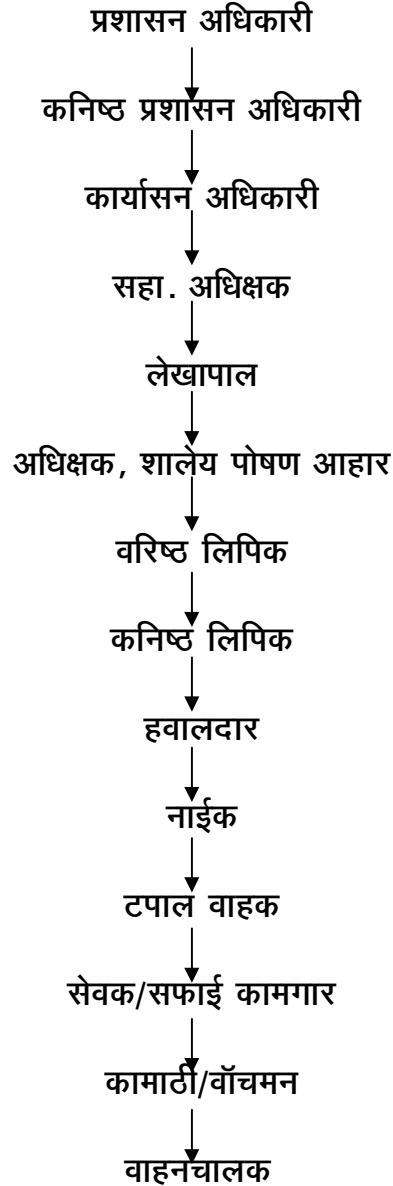 प्रशासन अधिकारी
कनिष्ठ प्रशासन अधिकारी
कार्यासन अधिकारी
सहा. अधिक्षक
लेखापाल
अधिक्षक, शालेय पोषण आहार
वरिष्ठ लिपिक
कनिष्ठ लिपिक
हवालदार
नाईक
टपाल वाहक
सेवक/सफाई कामगार
कामाठी/वॉचमन
वाहनचालक